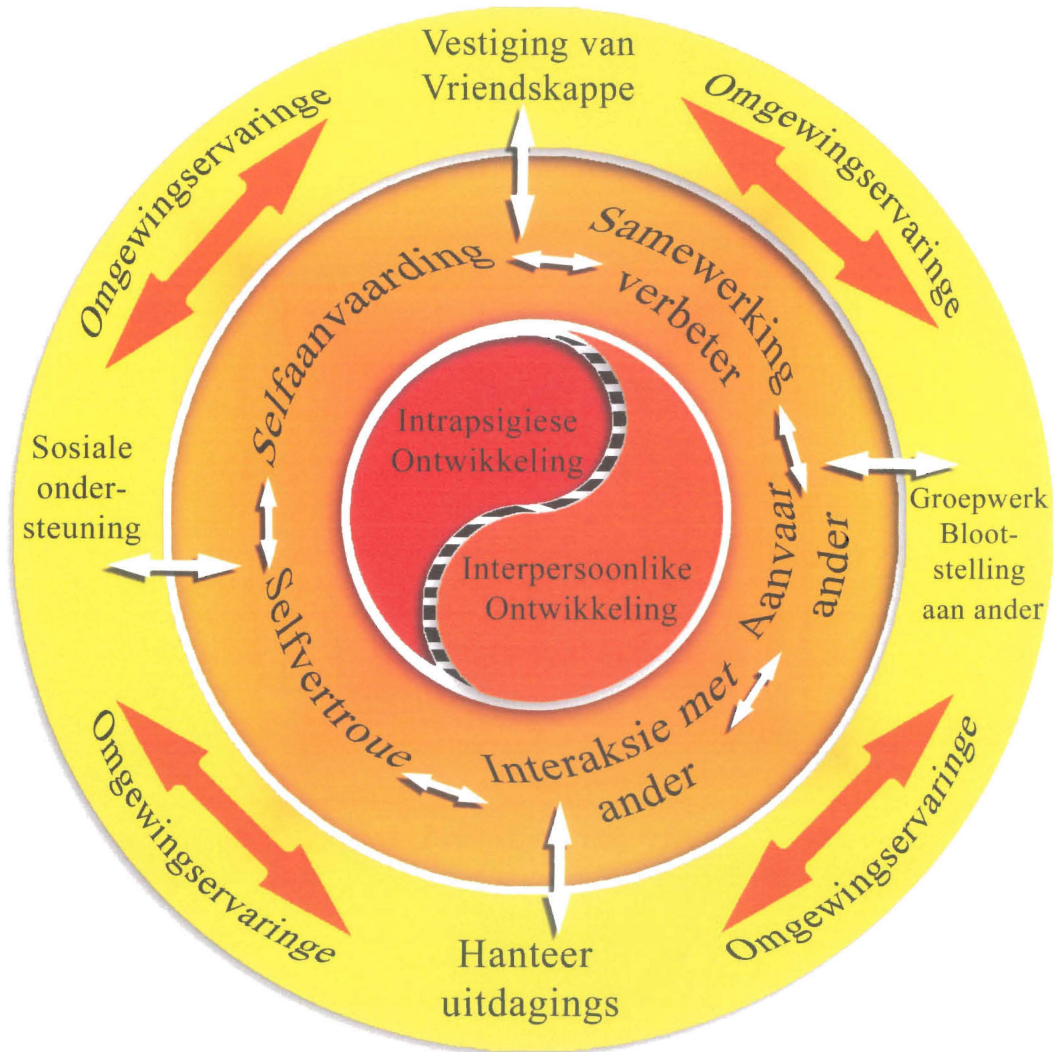 Vestiging van
Vriendskappe
Omgewingservaringe
Omgewingservaringe
Samewerking
verbeter
Selfaanvaarding
Intrapsigiese
Ontwikkeling
Sosiale
onder-
steuning
Groepwerk
Bloot-
stelling
aan ander
Aanvaar
ander
Interpersoonlike
Ontwikkeling
Selfvertroue
Interaksie met
ander
Omgewingservaringe
Omgewingservaringe
Hanteer
uitdagings